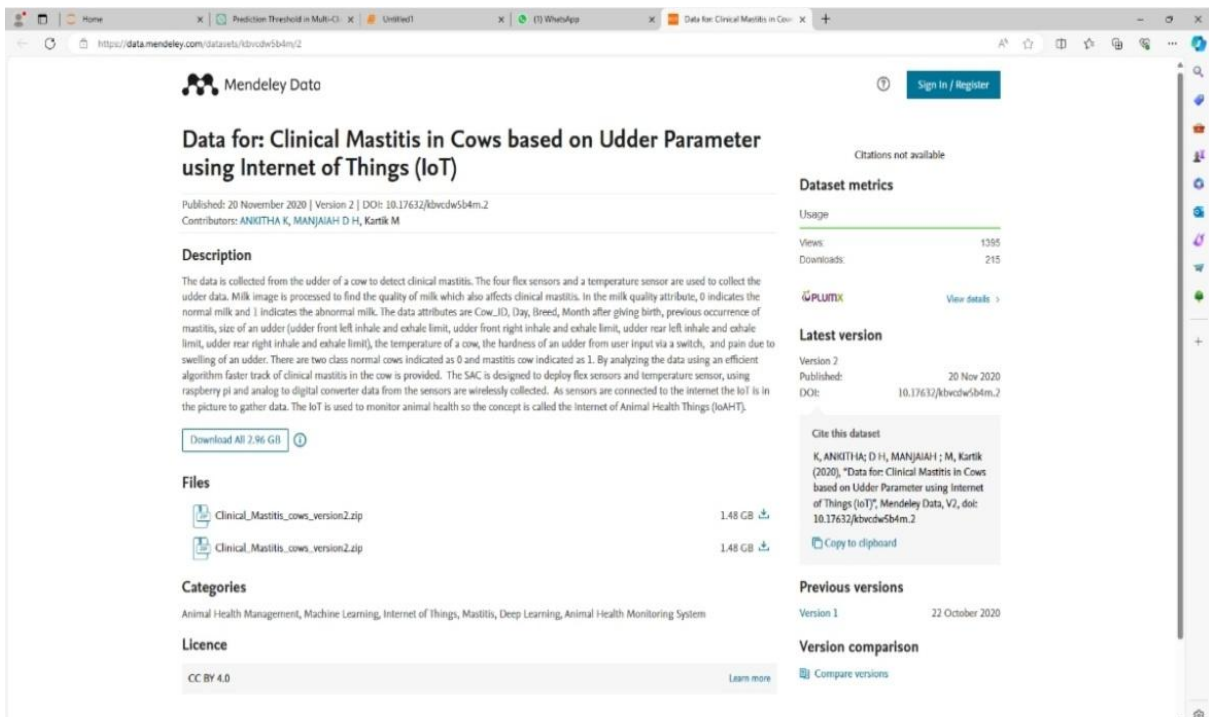 Home
Prediction Threshold in Multi-Cl-
Untitled1
(1) WhatsApp
Data for: Clinical Mastitis in Cow
https://data.mendeley.com/datasets/kbvcdw5b4m/2
Mendeley Data
Sign In / Register
Data for: Clinical Mastitis in Cows based on Udder Parameter
using Internet of Things (IoT)
Published: 20 November 2020 | Version 2 | DOI: 10.17632/kbvcdw5b4m.2
Contributors: ANKITHA K, MANJAIAH D H, Kartik M
Description
The data is collected from the udder of a cow to detect clinical mastitis. The four flex sensors and a temperature sensor are used to collect the
udder data. Milk image is processed to find the quality of milk which also affects clinical mastitis. In the milk quality attribute, 0 indicates the
normal milk and 1 indicates the abnormal milk. The data attributes are Cow_ID, Day, Breed, Month after giving birth, previous occurrence of
mastitis, size of an udder (udder front left inhale and exhale limit, udder front right inhale and exhale limit, udder rear left inhale and exhale
limit, udder rear right inhale and exhale limit), the temperature of a cow, the hardness of an udder from user input via a switch, and pain due to
swelling of an udder. There are two class normal cows indicated as 0 and mastitis cow indicated as 1. By analyzing the data using an efficient
algorithm faster track of clinical mastitis in the cow is provided. The SAC is designed to deploy flex sensors and temperature sensor, using
raspberry pi and analog to digital converter data from the sensors are wirelessly collected. As sensors are connected to the internet the IoT is in
the picture to gather data. The IoT is used to monitor animal health so the concept is called the Internet of Animal Health Things (IoAHT).
Download All 2.96 GB
Files
Clinical_Mastitis_cows_version2.zip 1.48 GB
Clinical_Mastitis_cows_version2.zip 1.48 GB
Categories
Animal Health Management, Machine Learning, Internet of Things, Mastitis, Deep Learning, Animal Health Monitoring System
Licence
CC BY 4.0 Learn more
Citations not available
Dataset metrics
Usage
Views: 1395
Downloads: 215
PLUMX View details >
Latest version
Version 2
Published: 20 Nov 2020
DOI: 10.17632/kbvcdw5b4m.2
Cite this dataset
K, ANKITHA; D H, MANJAIAH ; M, Kartik
(2020), "Data for: Clinical Mastitis in Cows
based on Udder Parameter using Internet
of Things (IoT)", Mendeley Data, V2, doi:
10.17632/kbvcdw5b4m.2
Copy to clipboard
Previous versions
Version 1 22 October 2020
Version comparison
Compare versions